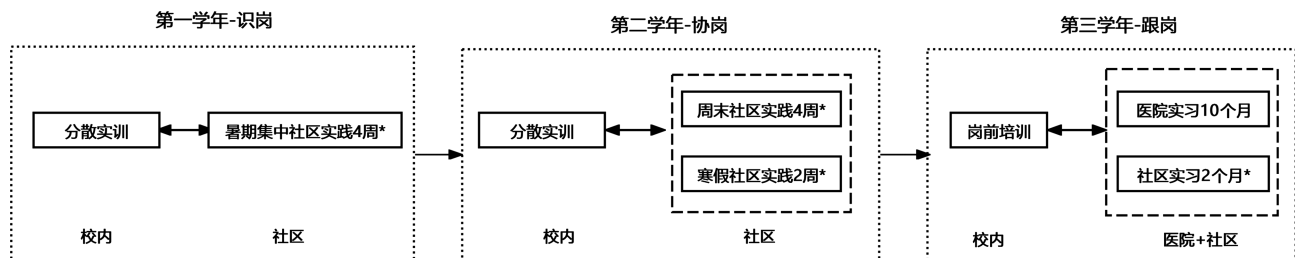 第一学年-识岗
分散实训
暑期集中社区实践4周*
校内
社区
第二学年-协岗
分散实训
周末社区实践4周*
寒假社区实践2周*
校内
社区
第三学年-跟岗
岗前培训
医院实习10个月
社区实习2个月*
校内
医院+社区